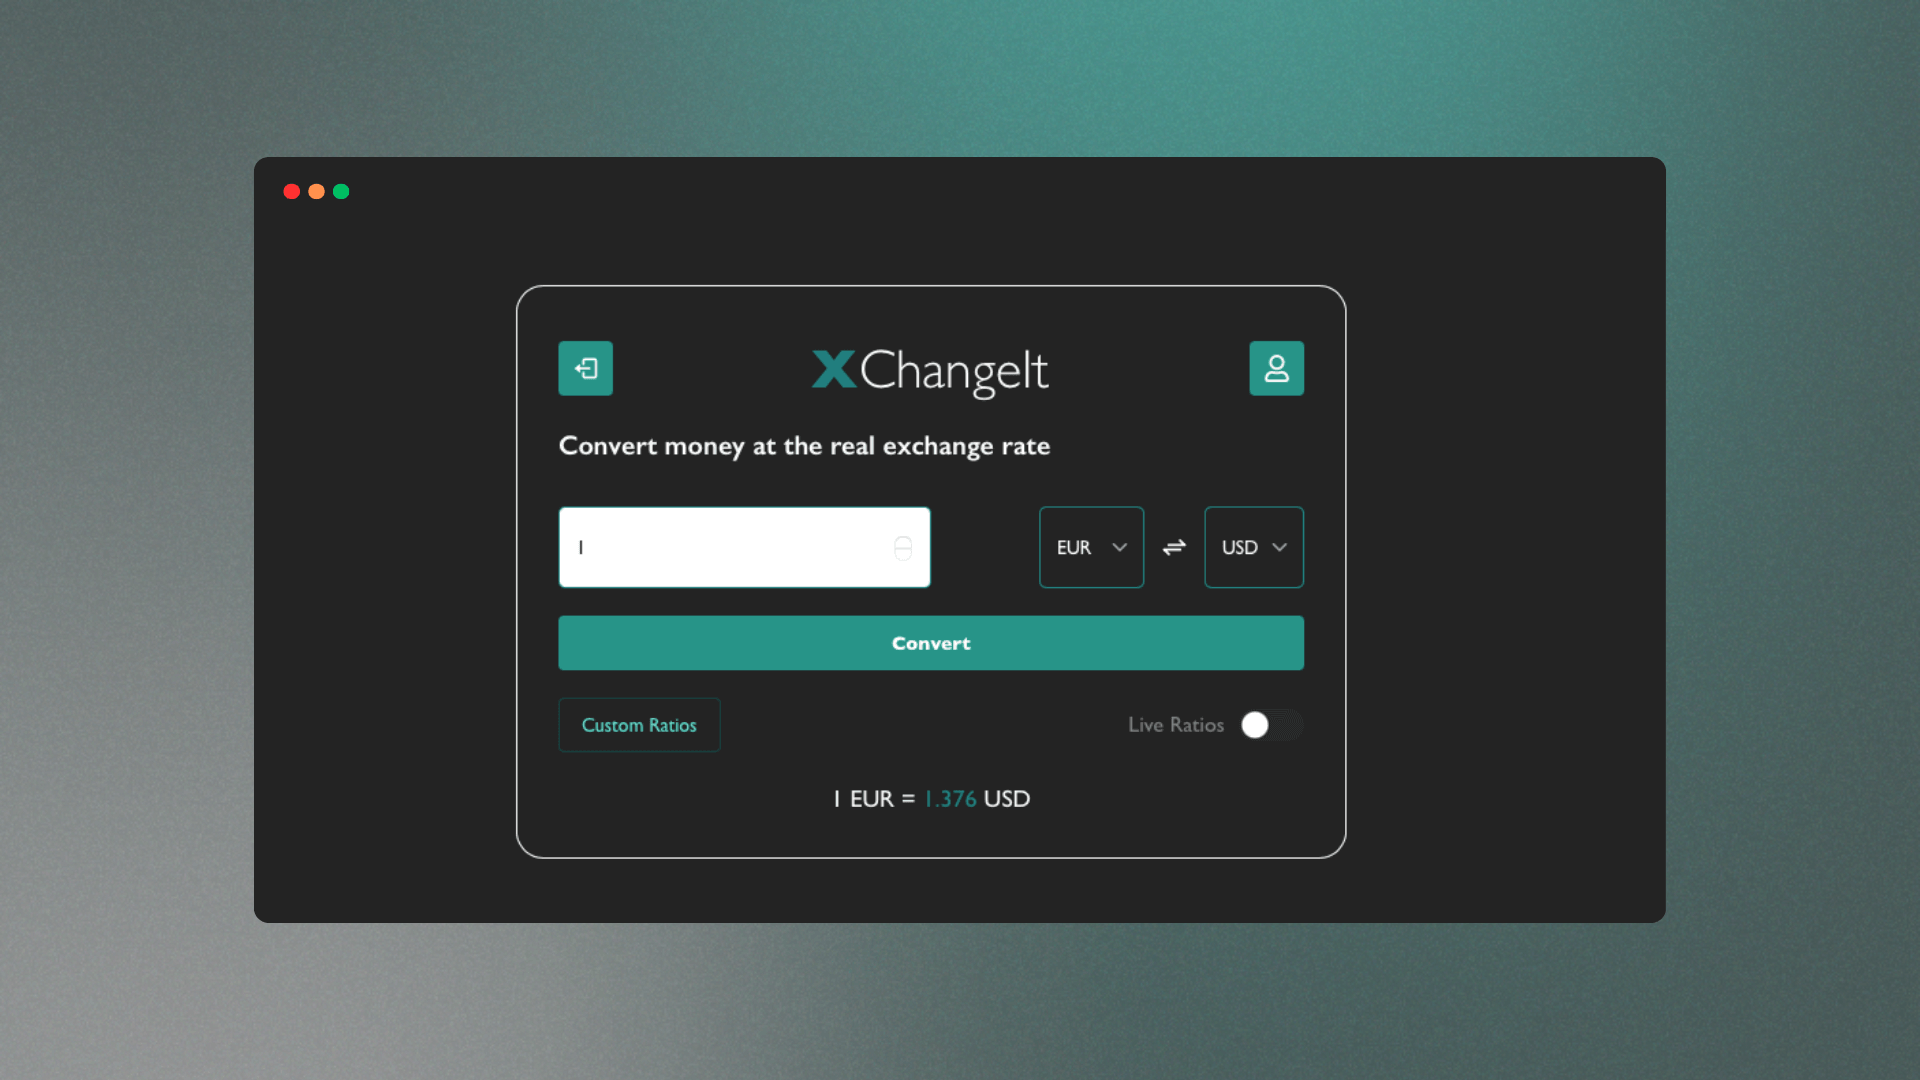 XChangeIt
Convert money at the real exchange rate
1
EUR
USD
Convert
Custom Ratios
Live Ratios
1 EUR = 1.376 USD